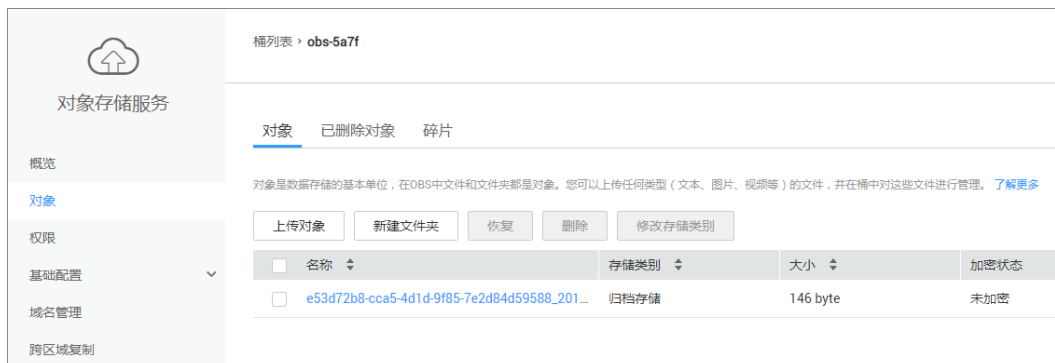 桶列表 › obs-5a7f
对象存储服务
对象 已删除对象 碎片
概览
对象是数据存储的基本单位，在OBS中文件和文件夹都是对象。您可以上传任何类型（文本、图片、视频等）的文件，并在桶中对这些文件进行管理。 了解更多
对象
上传对象 新建文件夹 恢复 删除 修改存储类别
权限
名称 存储类别 大小 加密状态
基础配置
e53d72b8-cca5-4d1d-9f85-7e2d84d59588_201... 归档存储 146 byte 未加密
域名管理
跨区域复制